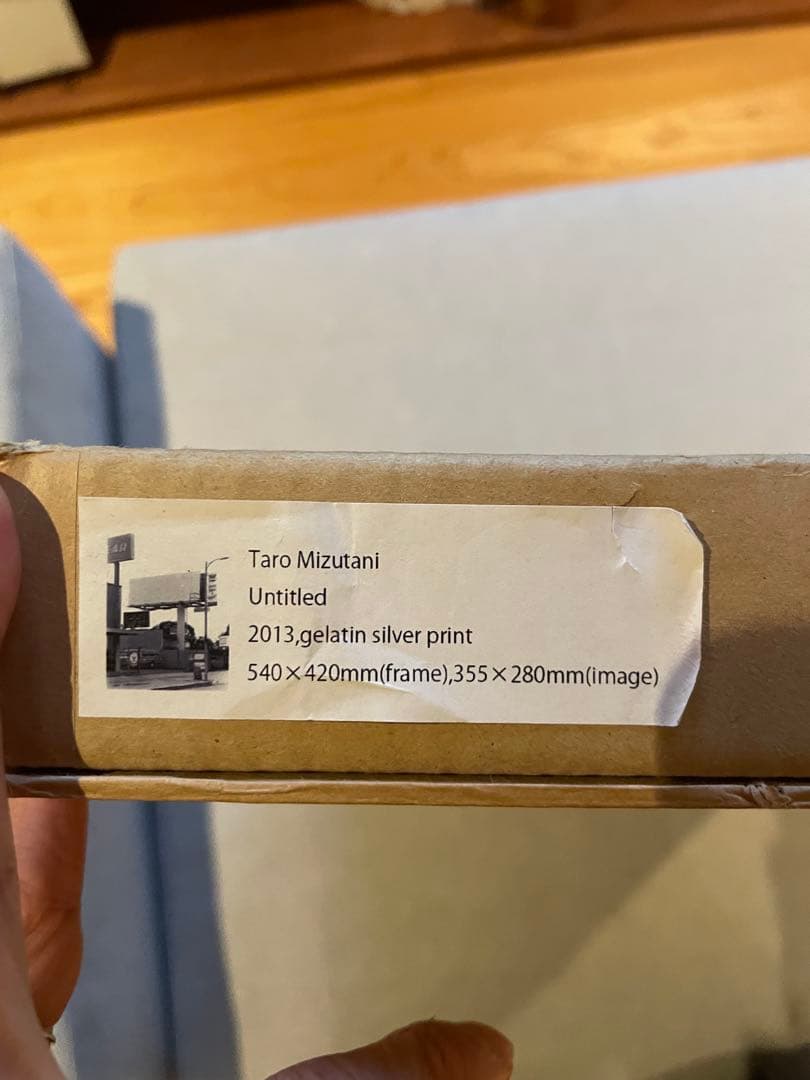 Taro Mizutani
Untitled
2013,gelatin silver print
540×420mm(frame),355×280mm(image)